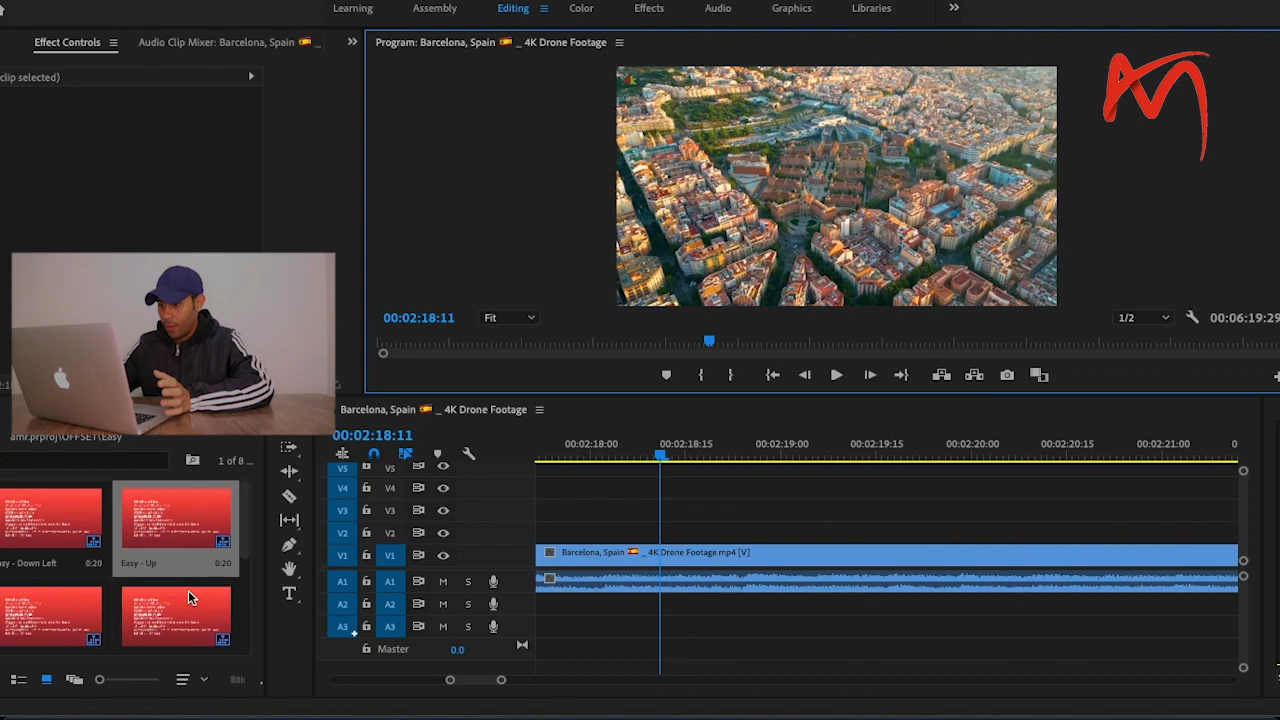 Learning Assembly Editing Color Effects Audio Graphics Libraries
Effect Controls Audio Clip Mixer: Barcelona, Spain 🇪🇸 _
Program: Barcelona, Spain 🇪🇸 _ 4K Drone Footage
clip selected)
AM
00:02:18:11 Fit 1/2 00:06:19:29
Barcelona, Spain 🇪🇸 _ 4K Drone Footage
00:02:18:11
amr.prproj\OFFSET\Easy
1 of 8 ...
00:02:18:00 00:02:18:15 00:02:19:00 00:02:19:15 00:02:20:00 00:02:20:15 00:02:21:00 0
V5 V5
V4 V4
V3 V3
V2 V2
V1 V1 Barcelona, Spain 🇪🇸 _ 4K Drone Footage.mp4 [V]
A1 A1 M S
A2 A2 M S
A3 A3 M S
Master 0.0
asy - Down Left 0:20
Easy - Up 0:20